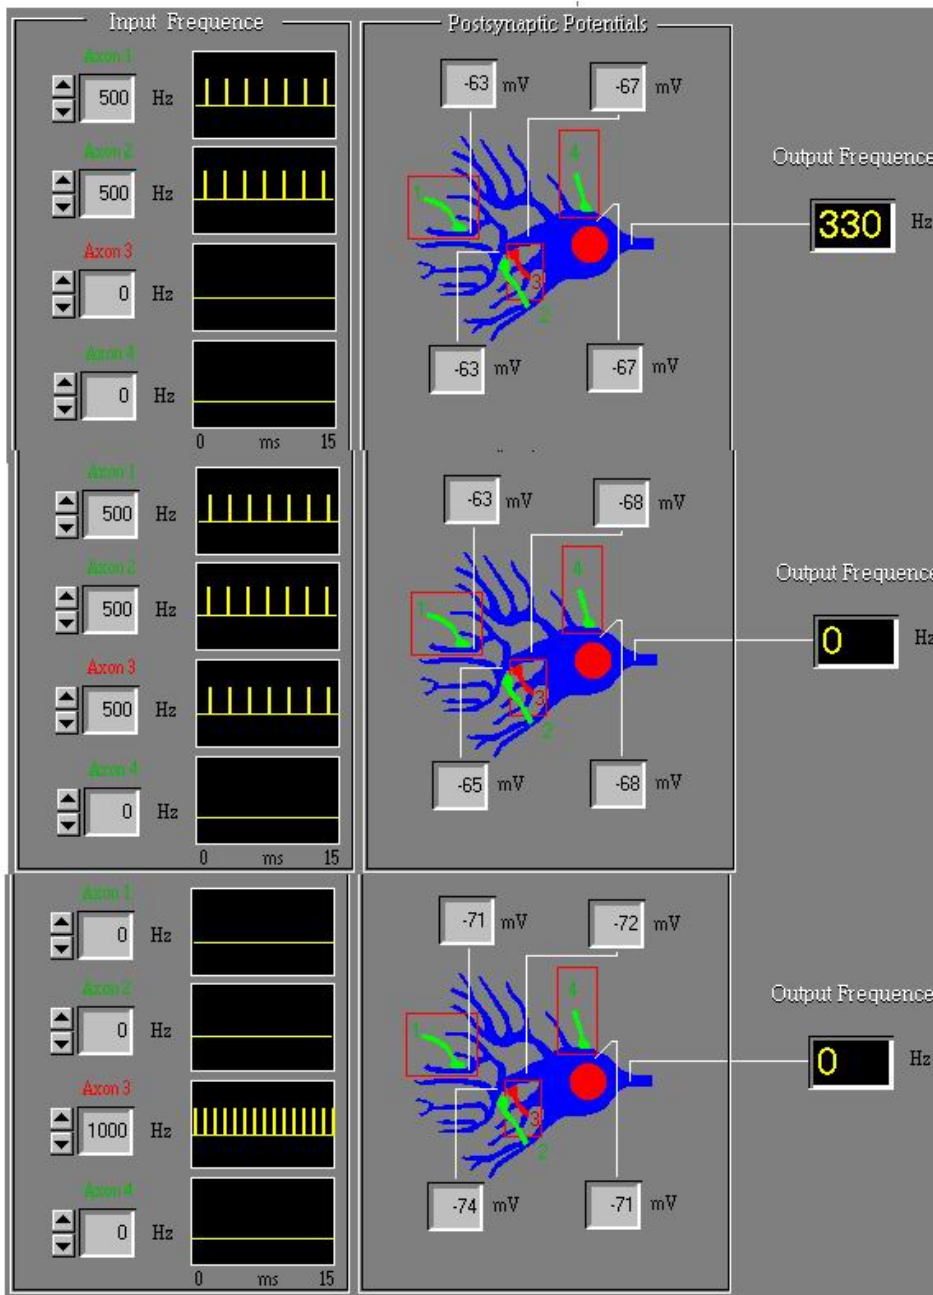 Input Frequence
Postsynaptic Potentials
Axon 1
500 Hz
Axon 2
500 Hz
Axon 3
0 Hz
Axon 4
0 Hz
0 ms 15
-63 mV
-67 mV
1
4
3
2
-63 mV
-67 mV
Output Frequence
330 Hz
Axon 1
500 Hz
Axon 2
500 Hz
Axon 3
500 Hz
Axon 4
0 Hz
0 ms 15
-63 mV
-68 mV
1
4
3
2
-65 mV
-68 mV
Output Frequence
0 Hz
Axon 1
0 Hz
Axon 2
0 Hz
Axon 3
1000 Hz
Axon 4
0 Hz
0 ms 15
-71 mV
-72 mV
1
4
3
2
-74 mV
-71 mV
Output Frequence
0 Hz